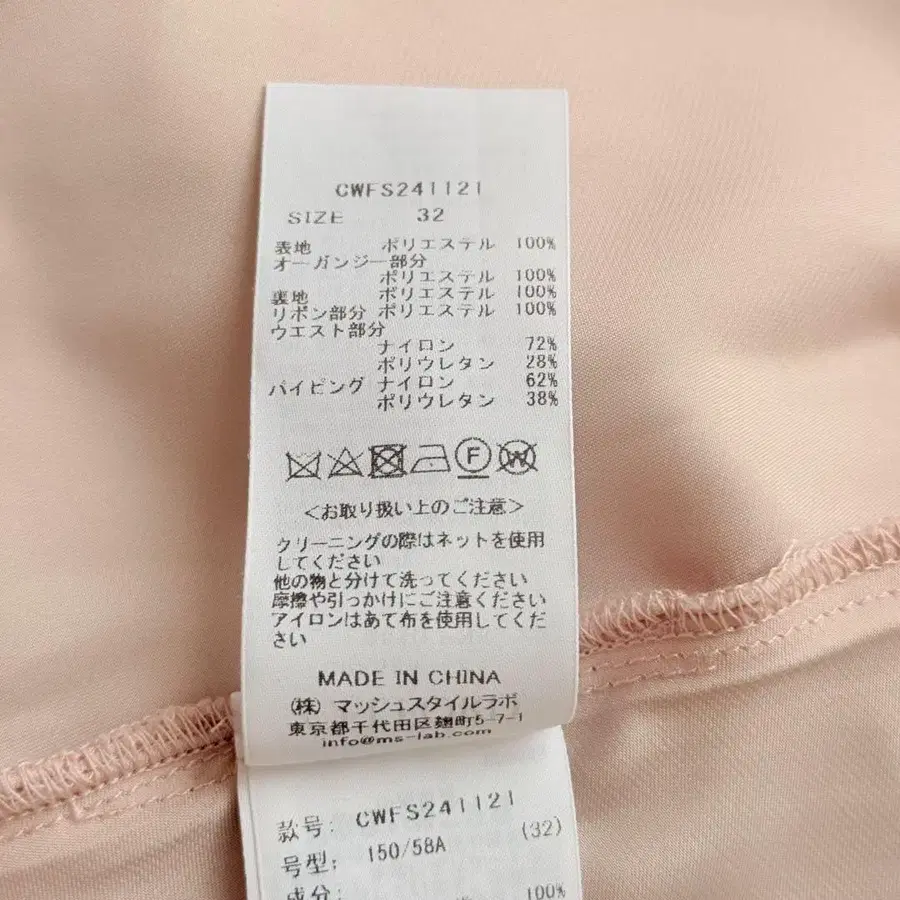 CWFS241121
SIZE 32
表地 ポリエステル 100%
オーガンジー部分
ポリエステル 100%
裏地 ポリエステル 100%
リボン部分 ポリエステル 100%
ウエスト部分
ナイロン 72%
ポリウレタン 28%
パイピング ナイロン 62%
ポリウレタン 38%
F W
<お取り扱い上のご注意>
クリーニングの際はネットを使用
してください
他の物と分けて洗ってください
摩擦や引っかけにご注意ください
アイロンはあて布を使用してくだ
さい
MADE IN CHINA
(株) マッシュスタイルラボ
東京都千代田区麹町5-7-1
info@ms-lab.com
款号: CWFS241121
号型: 150/58A (32)
成分: 100%